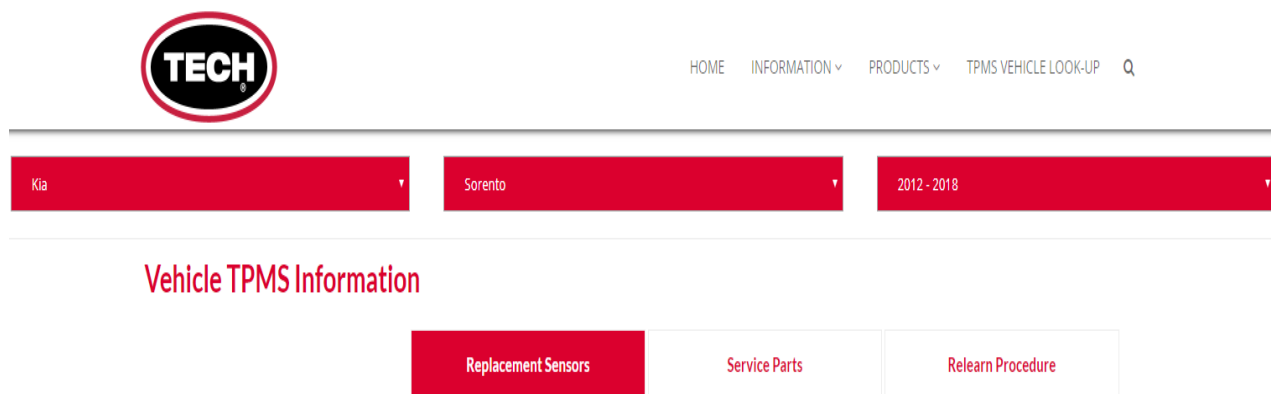 TECH
®
HOME INFORMATION PRODUCTS TPMS VEHICLE LOOK-UP
Kia Sorento 2012 - 2018
Vehicle TPMS Information
Replacement Sensors Service Parts Relearn Procedure